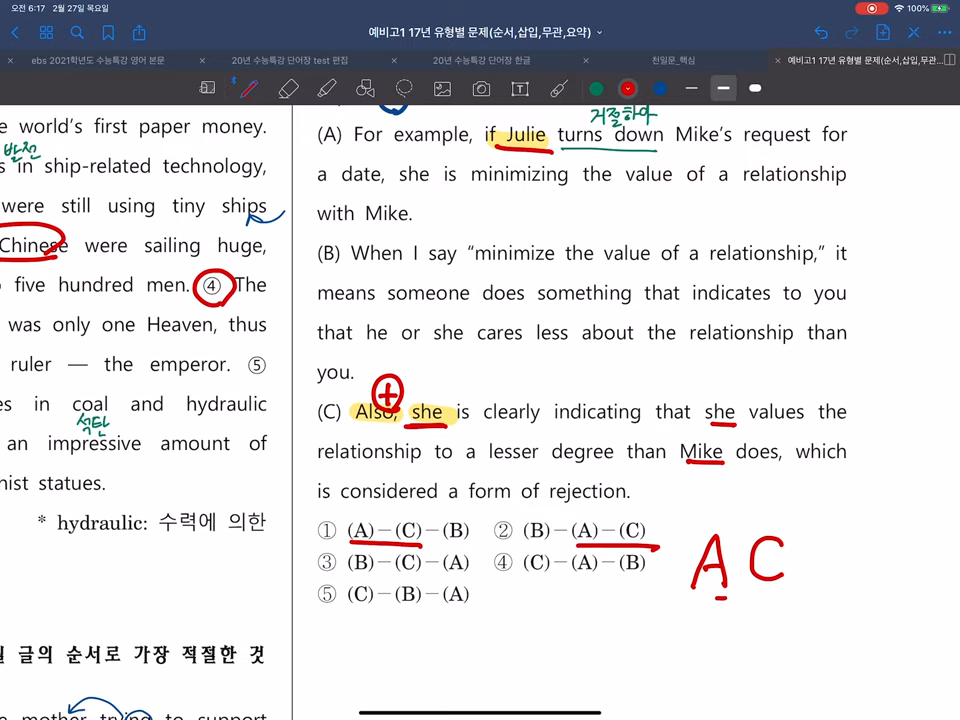 오전 6:17 2월 27일 목요일
100%
예비고1 17년 유형별 문제(순서,삽입,무관,요약)
ebs 2021학년도 수능특강 영어 본문
20년 수능특강 단어장 test 편집
20년 수능특강 단어장 한글
천일문_핵심
예비고1 17년 유형별 문제(순서,삽입,무관,요...
e world's first paper money.
발전
s in ship-related technology,
were still using tiny ships
Chinese were sailing huge,
five hundred men. ④ The
was only one Heaven, thus
ruler — the emperor. ⑤
es in coal and hydraulic
석탄
an impressive amount of
hist statues.
* hydraulic: 수력에 의한
글의 순서로 가장 적절한 것
e mother trying to support
거절하다
(A) For example, if Julie turns down Mike's request for
a date, she is minimizing the value of a relationship
with Mike.
(B) When I say “minimize the value of a relationship,” it
means someone does something that indicates to you
that he or she cares less about the relationship than
you.
+
(C) Also, she is clearly indicating that she values the
relationship to a lesser degree than Mike does, which
is considered a form of rejection.
① (A)－(C)－(B) ② (B)－(A)－(C)
③ (B)－(C)－(A) ④ (C)－(A)－(B)
⑤ (C)－(B)－(A)
A C